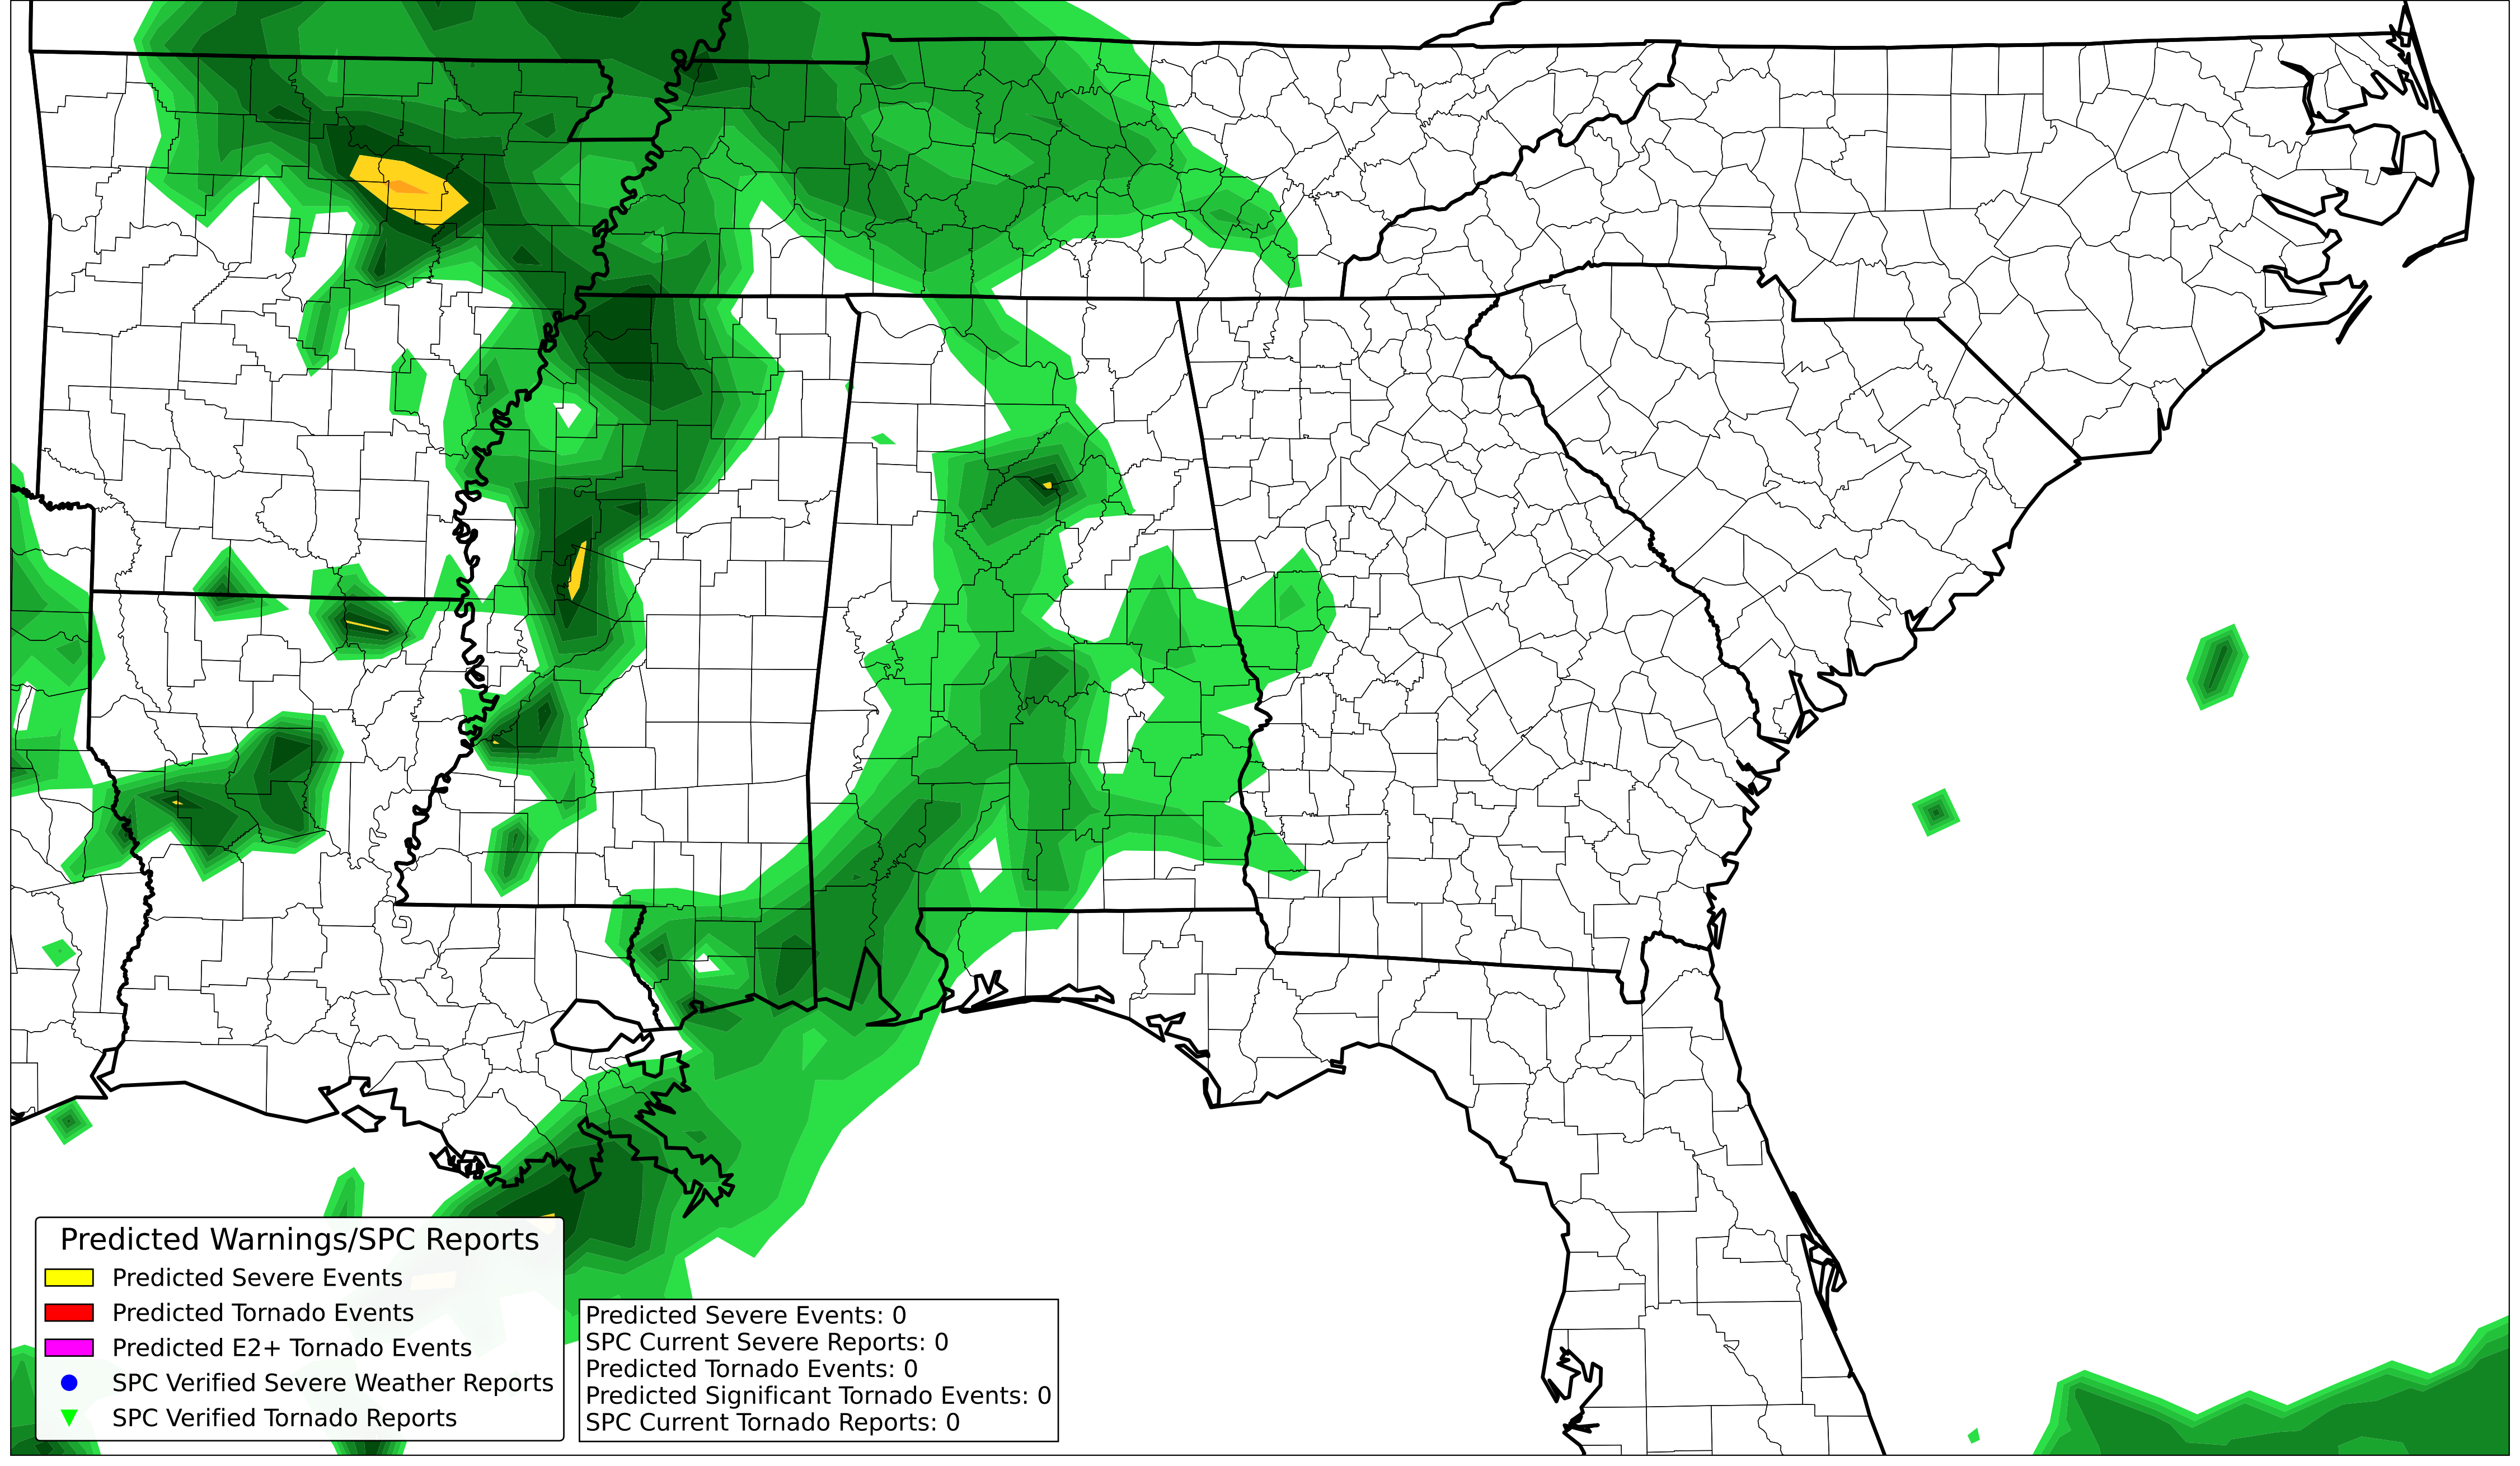 Predicted Warnings/SPC Reports
Predicted Severe Events
Predicted Tornado Events
Predicted E2+ Tornado Events
SPC Verified Severe Weather Reports
SPC Verified Tornado Reports
Predicted Severe Events: 0
SPC Current Severe Reports: 0
Predicted Tornado Events: 0
Predicted Significant Tornado Events: 0
SPC Current Tornado Reports: 0